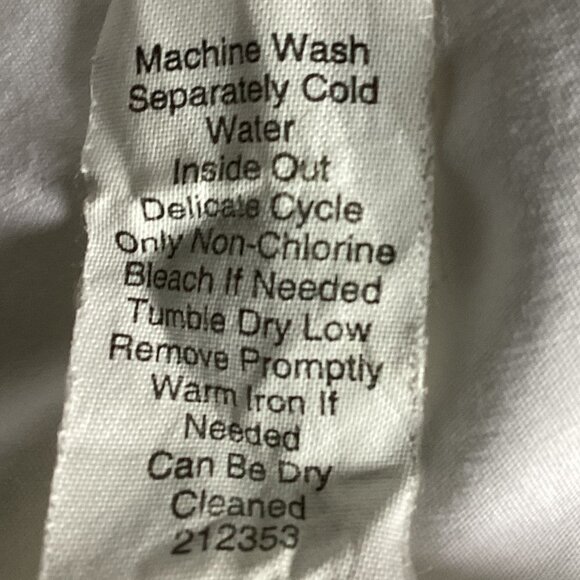 Machine Wash
Separately Cold
Water
Inside Out
Delicate Cycle
Only Non-Chlorine
Bleach If Needed
Tumble Dry Low
Remove Promptly
Warm Iron If
Needed
Can Be Dry
Cleaned
212353